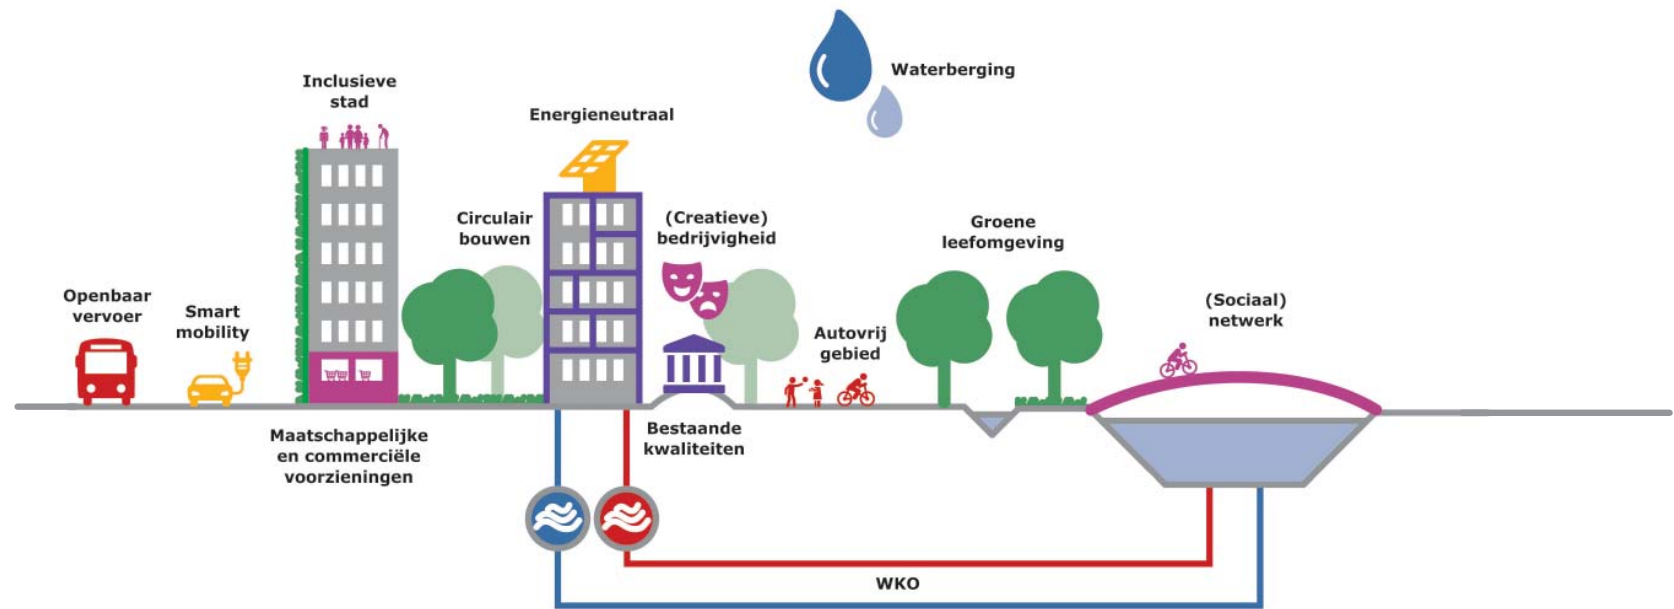 Waterberging
Inclusieve
stad
Energieneutraal
Circulair
bouwen
(Creatieve)
bedrijvigheid
Groene
leefomgeving
Openbaar
vervoer
Smart
mobility
Autovrij
gebied
(Sociaal)
netwerk
Maatschappelijke
en commerciële
voorzieningen
Bestaande
kwaliteiten
WKO